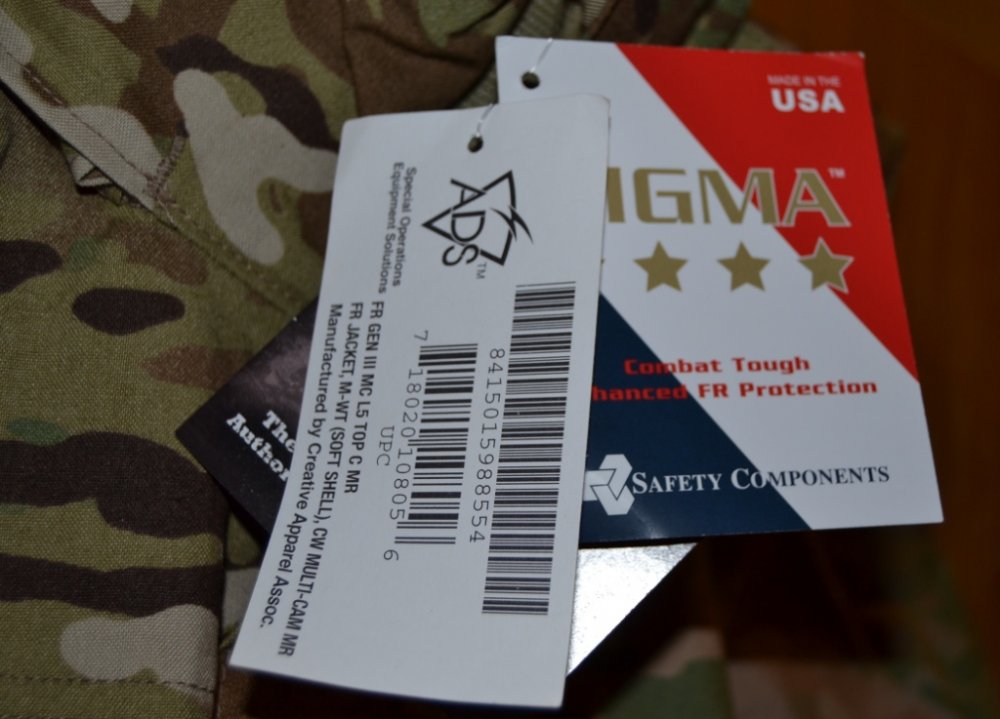 ADS™
Special Operations
Equipment Solutions
8415015988554
7 18020 10805 6
UPC
FR GEN III MC L5 TOP C MR
FR JACKET, M-WT (SOFT SHELL), CW MULTI-CAM MR
Manufactured by Creative Apparel Assoc.
MADE IN THE
USA
IGMA™
Combat Tough
hanced FR Protection
SAFETY COMPONENTS
The
Author